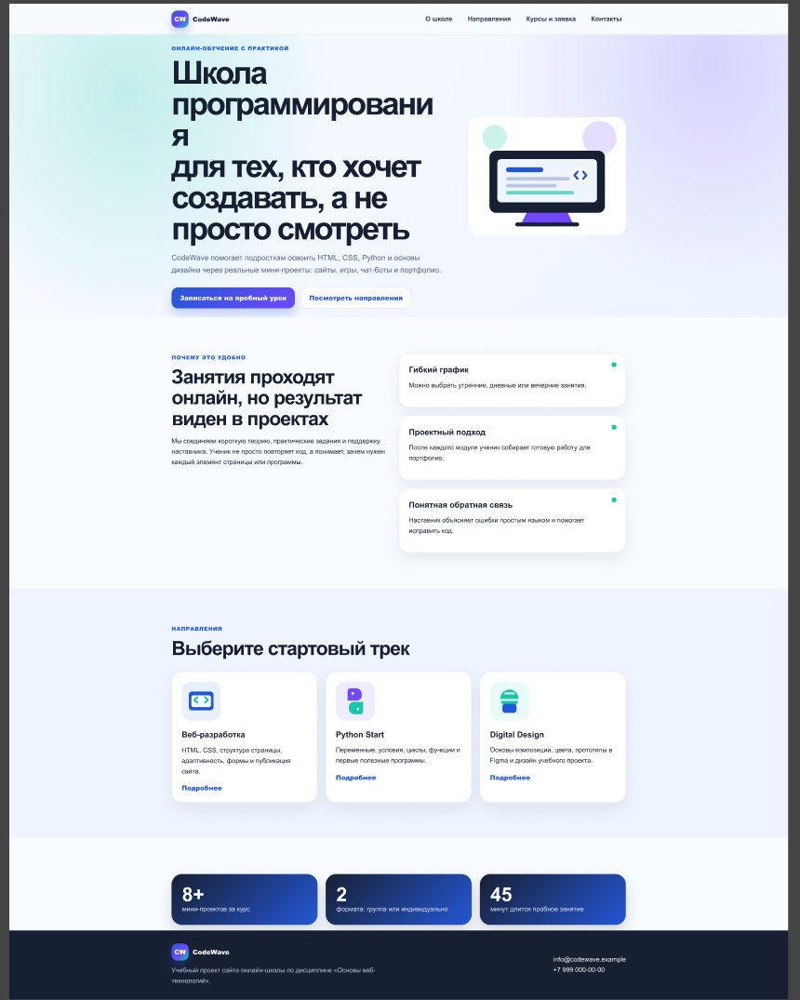 CW CodeWave
О школе Направления Курсы и заявка Контакты
ОНЛАЙН-ОБУЧЕНИЕ С ПРАКТИКОЙ
Школа
программировани
я
для тех, кто хочет
создавать, а не
просто смотреть
CodeWave помогает подросткам освоить HTML, CSS, Python и основы
дизайна через реальные мини-проекты: сайты, игры, чат-боты и портфолио.
Записаться на пробный урок
Посмотреть направления
ПОЧЕМУ ЭТО УДОБНО
Занятия проходят
онлайн, но результат
виден в проектах
Мы соединяем короткую теорию, практические задания и поддержку
наставника. Ученик не просто повторяет код, а понимает, зачем нужен
каждый элемент страницы или программы.
Гибкий график
Можно выбрать утренние, дневные или вечерние занятия.
Проектный подход
После каждого модуля ученик собирает готовую работу для
портфолио.
Понятная обратная связь
Наставник объясняет ошибки простым языком и помогает
исправить код.
НАПРАВЛЕНИЯ
Выберите стартовый трек
Веб-разработка
HTML, CSS, структура страницы,
адаптивность, формы и публикация
сайта.
Подробнее
Python Start
Переменные, условия, циклы, функции и
первые полезные программы.
Подробнее
Digital Design
Основы композиции, цвета, прототипы в
Figma и дизайн учебного проекта.
Подробнее
8+
мини-проектов за курс
2
формата: группа или индивидуально
45
минут длится пробное занятие
CW CodeWave
Учебный проект сайта онлайн-школы по дисциплине «Основы веб-
технологий».
info@codewave.example
+7 999 000-00-00